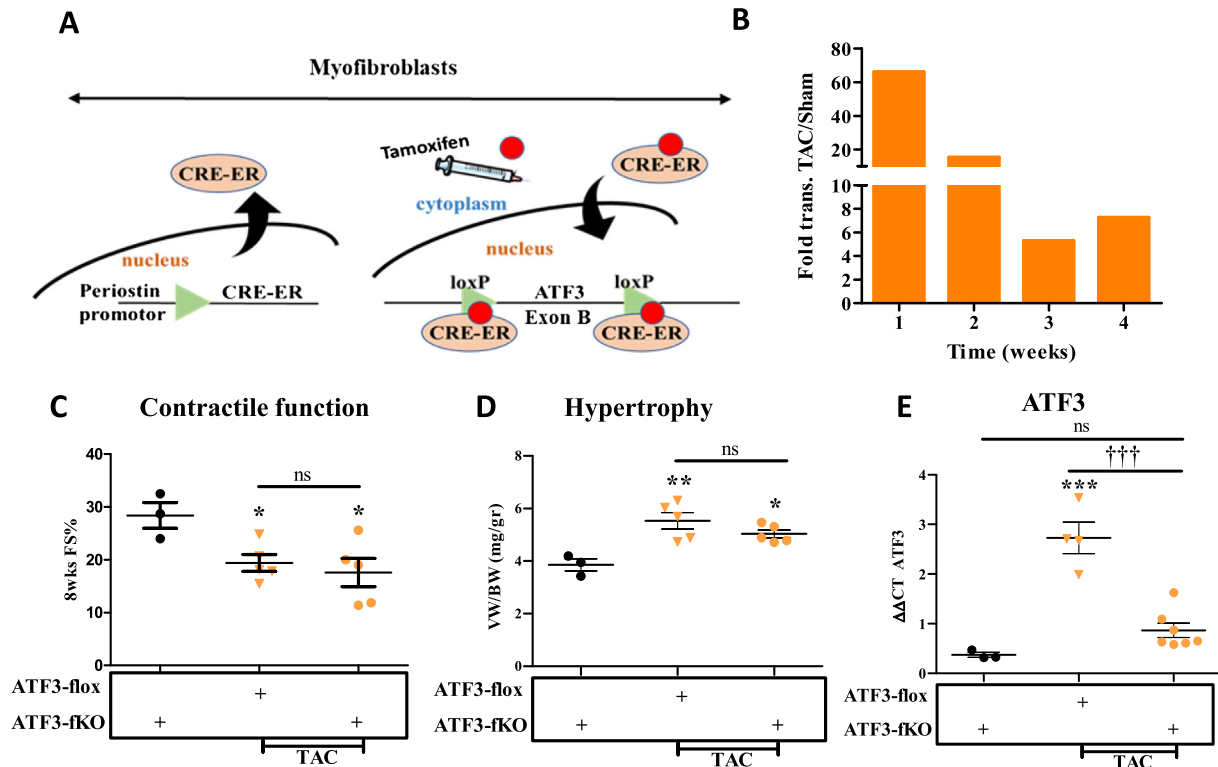 A
Myofibroblasts
CRE-ER
Tamoxifen
CRE-ER
cytoplasm
nucleus
nucleus
Periostin
promotor
CRE-ER
loxP
ATF3
loxP
Exon B
CRE-ER
CRE-ER
B
Fold trans. TAC/Sham
80
60
40
20
10
8
6
4
2
0
1 2 3 4
Time (weeks)
C
Contractile function
8wks FS%
40
30
20
10
0
ns
* *
ATF3-flox +
ATF3-fKO + +
TAC
D
Hypertrophy
VW/BW (mg/gr)
8
6
4
2
0
ns
** *
ATF3-flox +
ATF3-fKO + +
TAC
E
ATF3
ΔΔCT ATF3
4
3
2
1
0
ns
†††
***
ATF3-flox +
ATF3-fKO + +
TAC